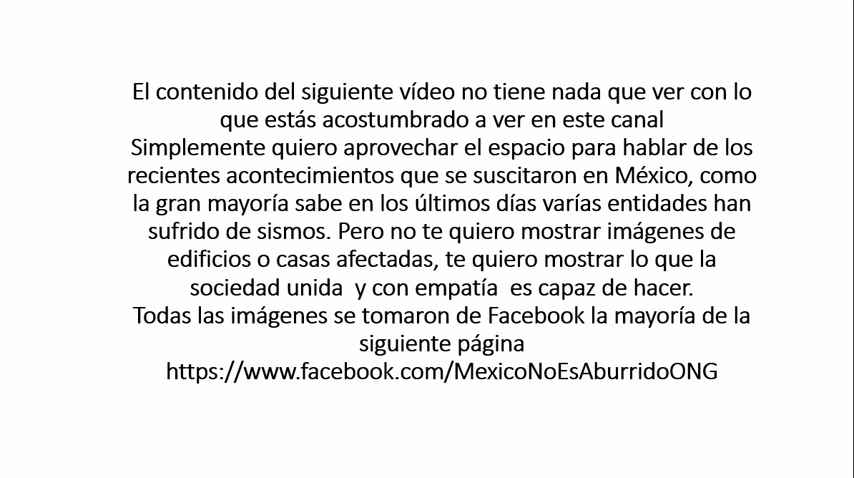 El contenido del siguiente vídeo no tiene nada que ver con lo
que estás acostumbrado a ver en este canal
Simplemente quiero aprovechar el espacio para hablar de los
recientes acontecimientos que se suscitaron en México, como
la gran mayoría sabe en los últimos días varías entidades han
sufrido de sismos. Pero no te quiero mostrar imágenes de
edificios o casas afectadas, te quiero mostrar lo que la
sociedad unida  y con empatía  es capaz de hacer.
Todas las imágenes se tomaron de Facebook la mayoría de la
siguiente página
https://www.facebook.com/MexicoNoEsAburridoONG